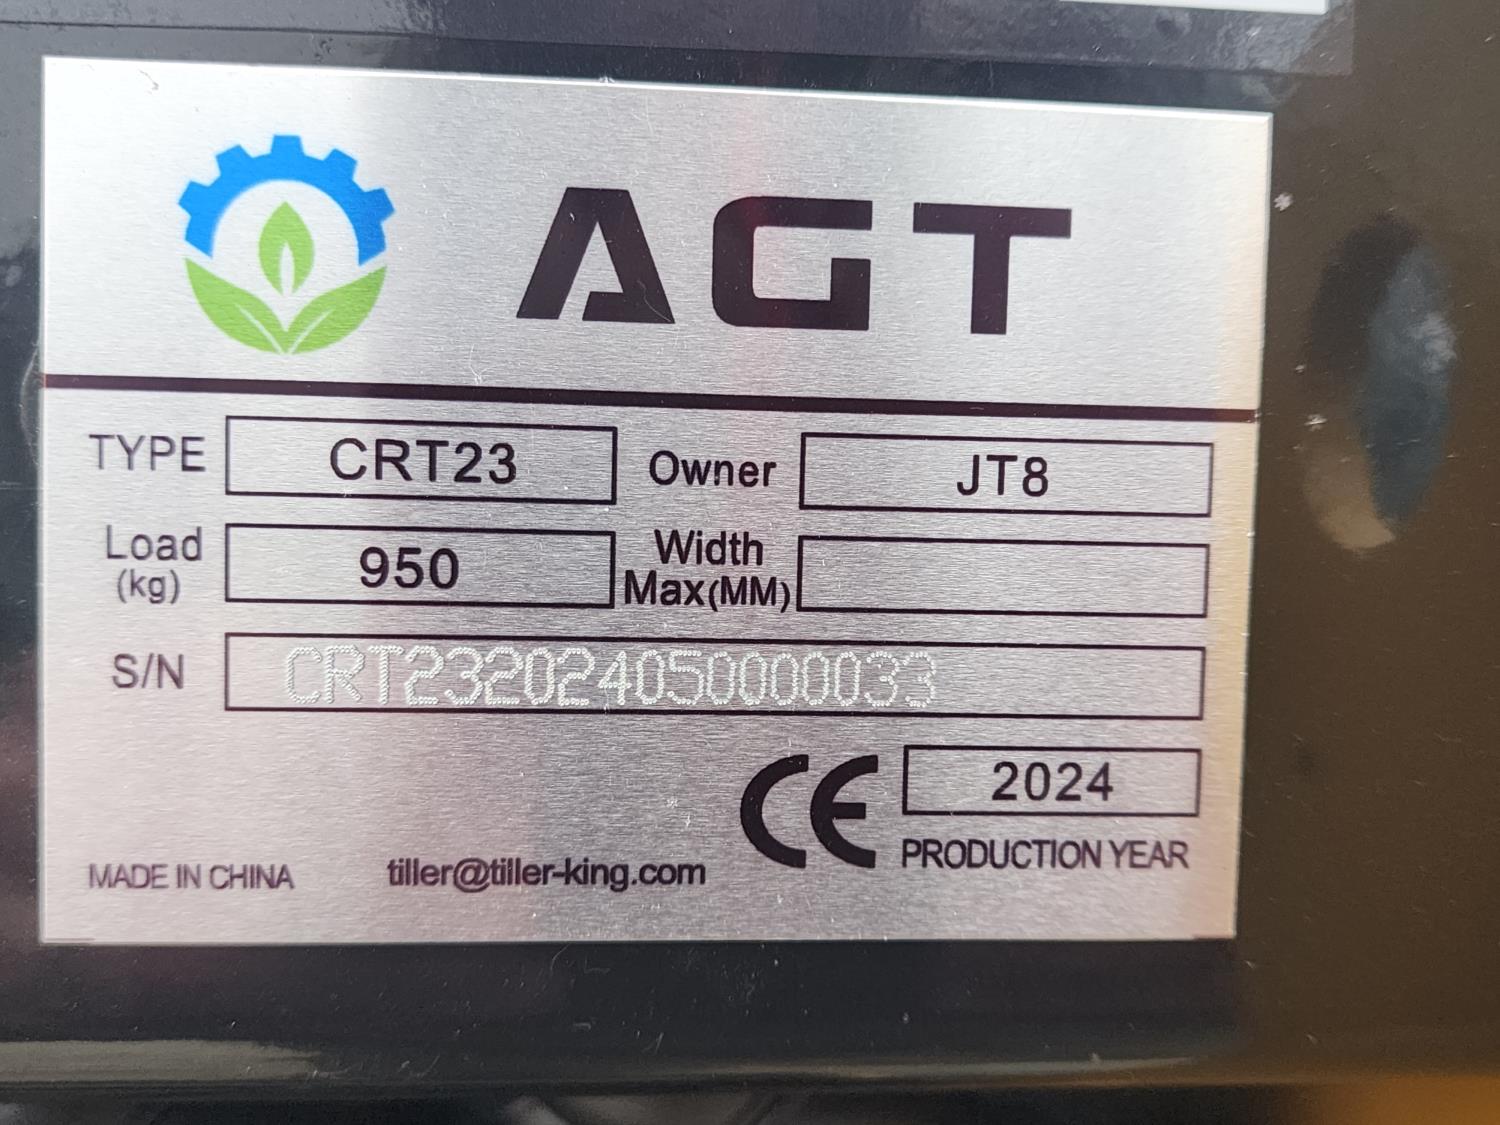 AGT
TYPE CRT23 Owner JT8
Load (kg) 950 Width Max(MM)
S/N CRT232024050000033
CE 2024
PRODUCTION YEAR
MADE IN CHINA tiller@tiller-king.com